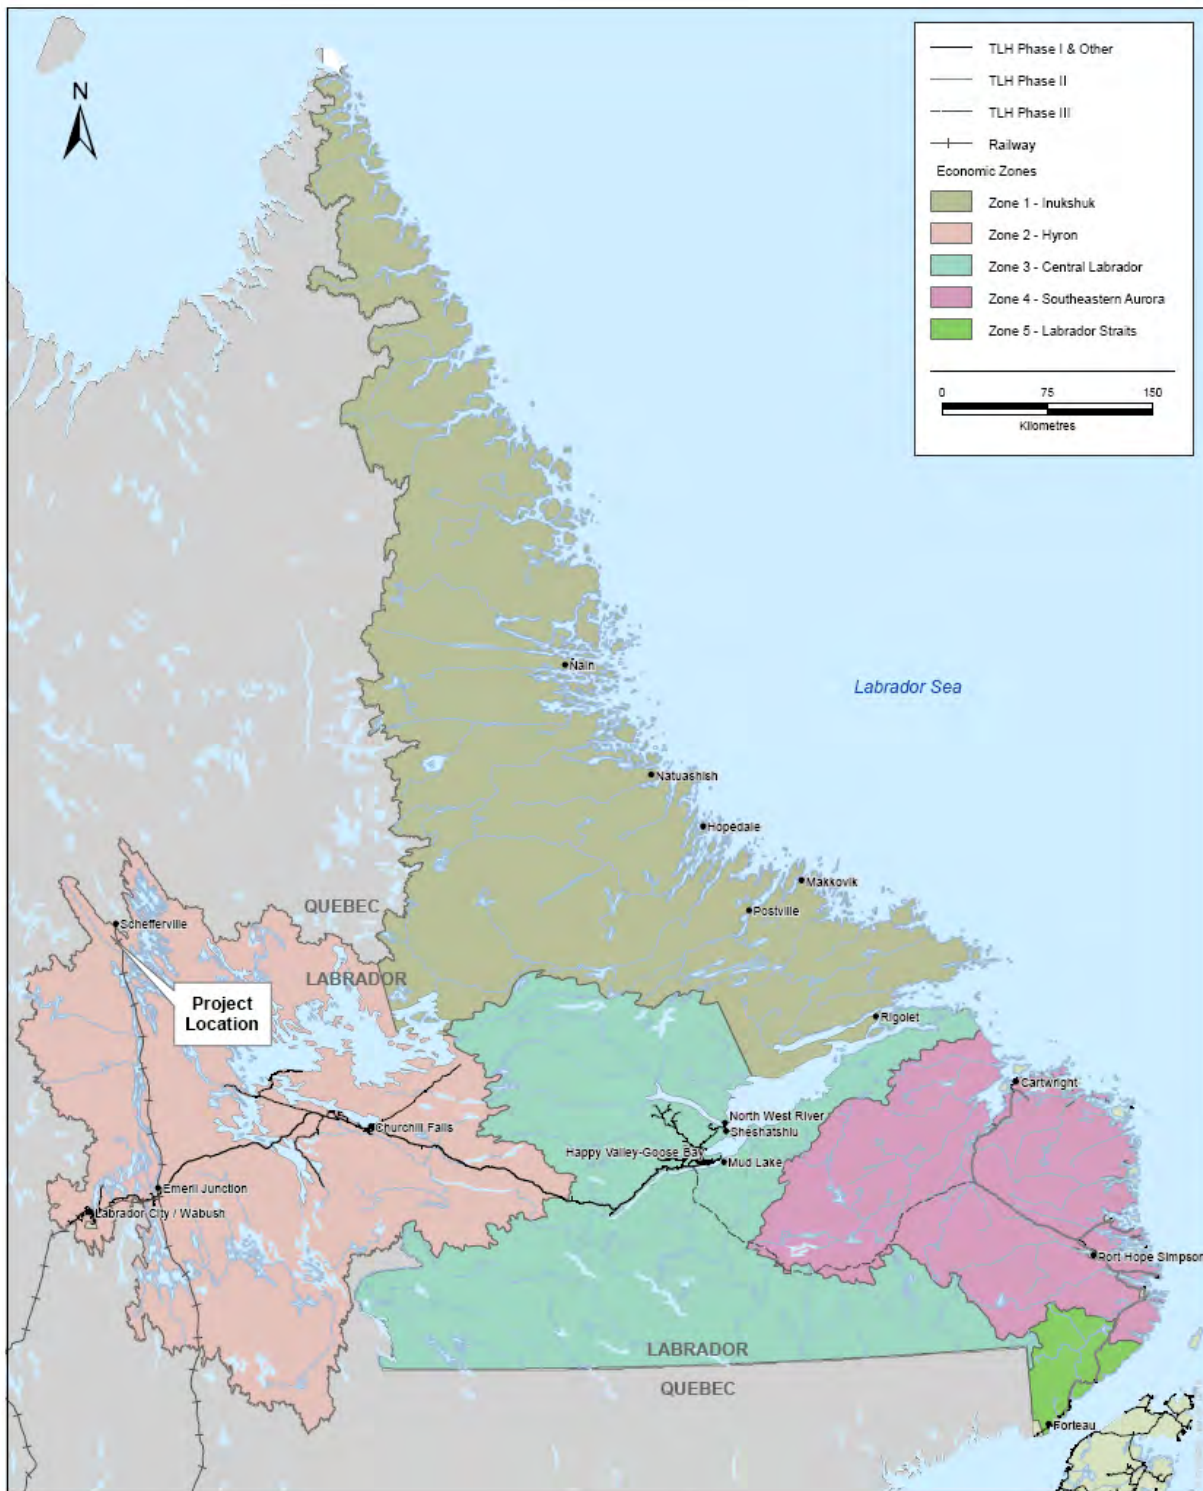 N
TLH Phase I & Other
TLH Phase II
TLH Phase III
Railway
Economic Zones
Zone 1 - Inukshuk
Zone 2 - Hyron
Zone 3 - Central Labrador
Zone 4 - Southeastern Aurora
Zone 5 - Labrador Straits
0 75 150
Kilometres
Nain
Labrador Sea
Natuashish
Hopedale
Makkovik
Postville
QUEBEC
Schefferville
LABRADOR
Project
Location
Rigolet
Cartwright
North West River
Churchill Falls
Sheshatshiu
Happy Valley-Goose Bay
Mud Lake
Emeril Junction
Labrador City / Wabush
Port Hope Simpson
LABRADOR
QUEBEC
Forteau